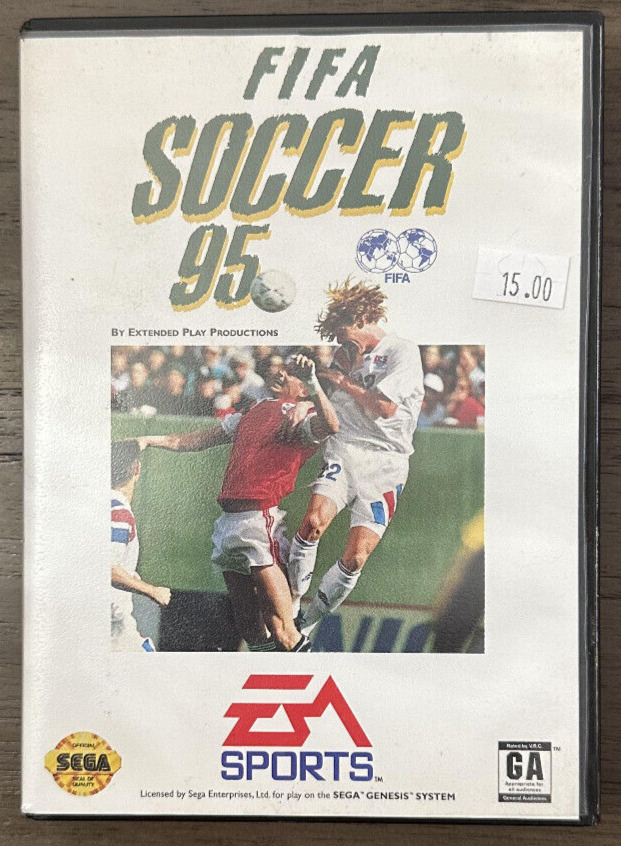 FIFA
SOCCER
95
FIFA
15.00
BY EXTENDED PLAY PRODUCTIONS
22
EA
SPORTS™
OFFICIAL
SEGA
SEAL OF
QUALITY
Licensed by Sega Enterprises, Ltd. for play on the SEGA™ GENESIS™ SYSTEM
Rated by V.R.C. ™
GA
Appropriate for
all audiences
General Audiences